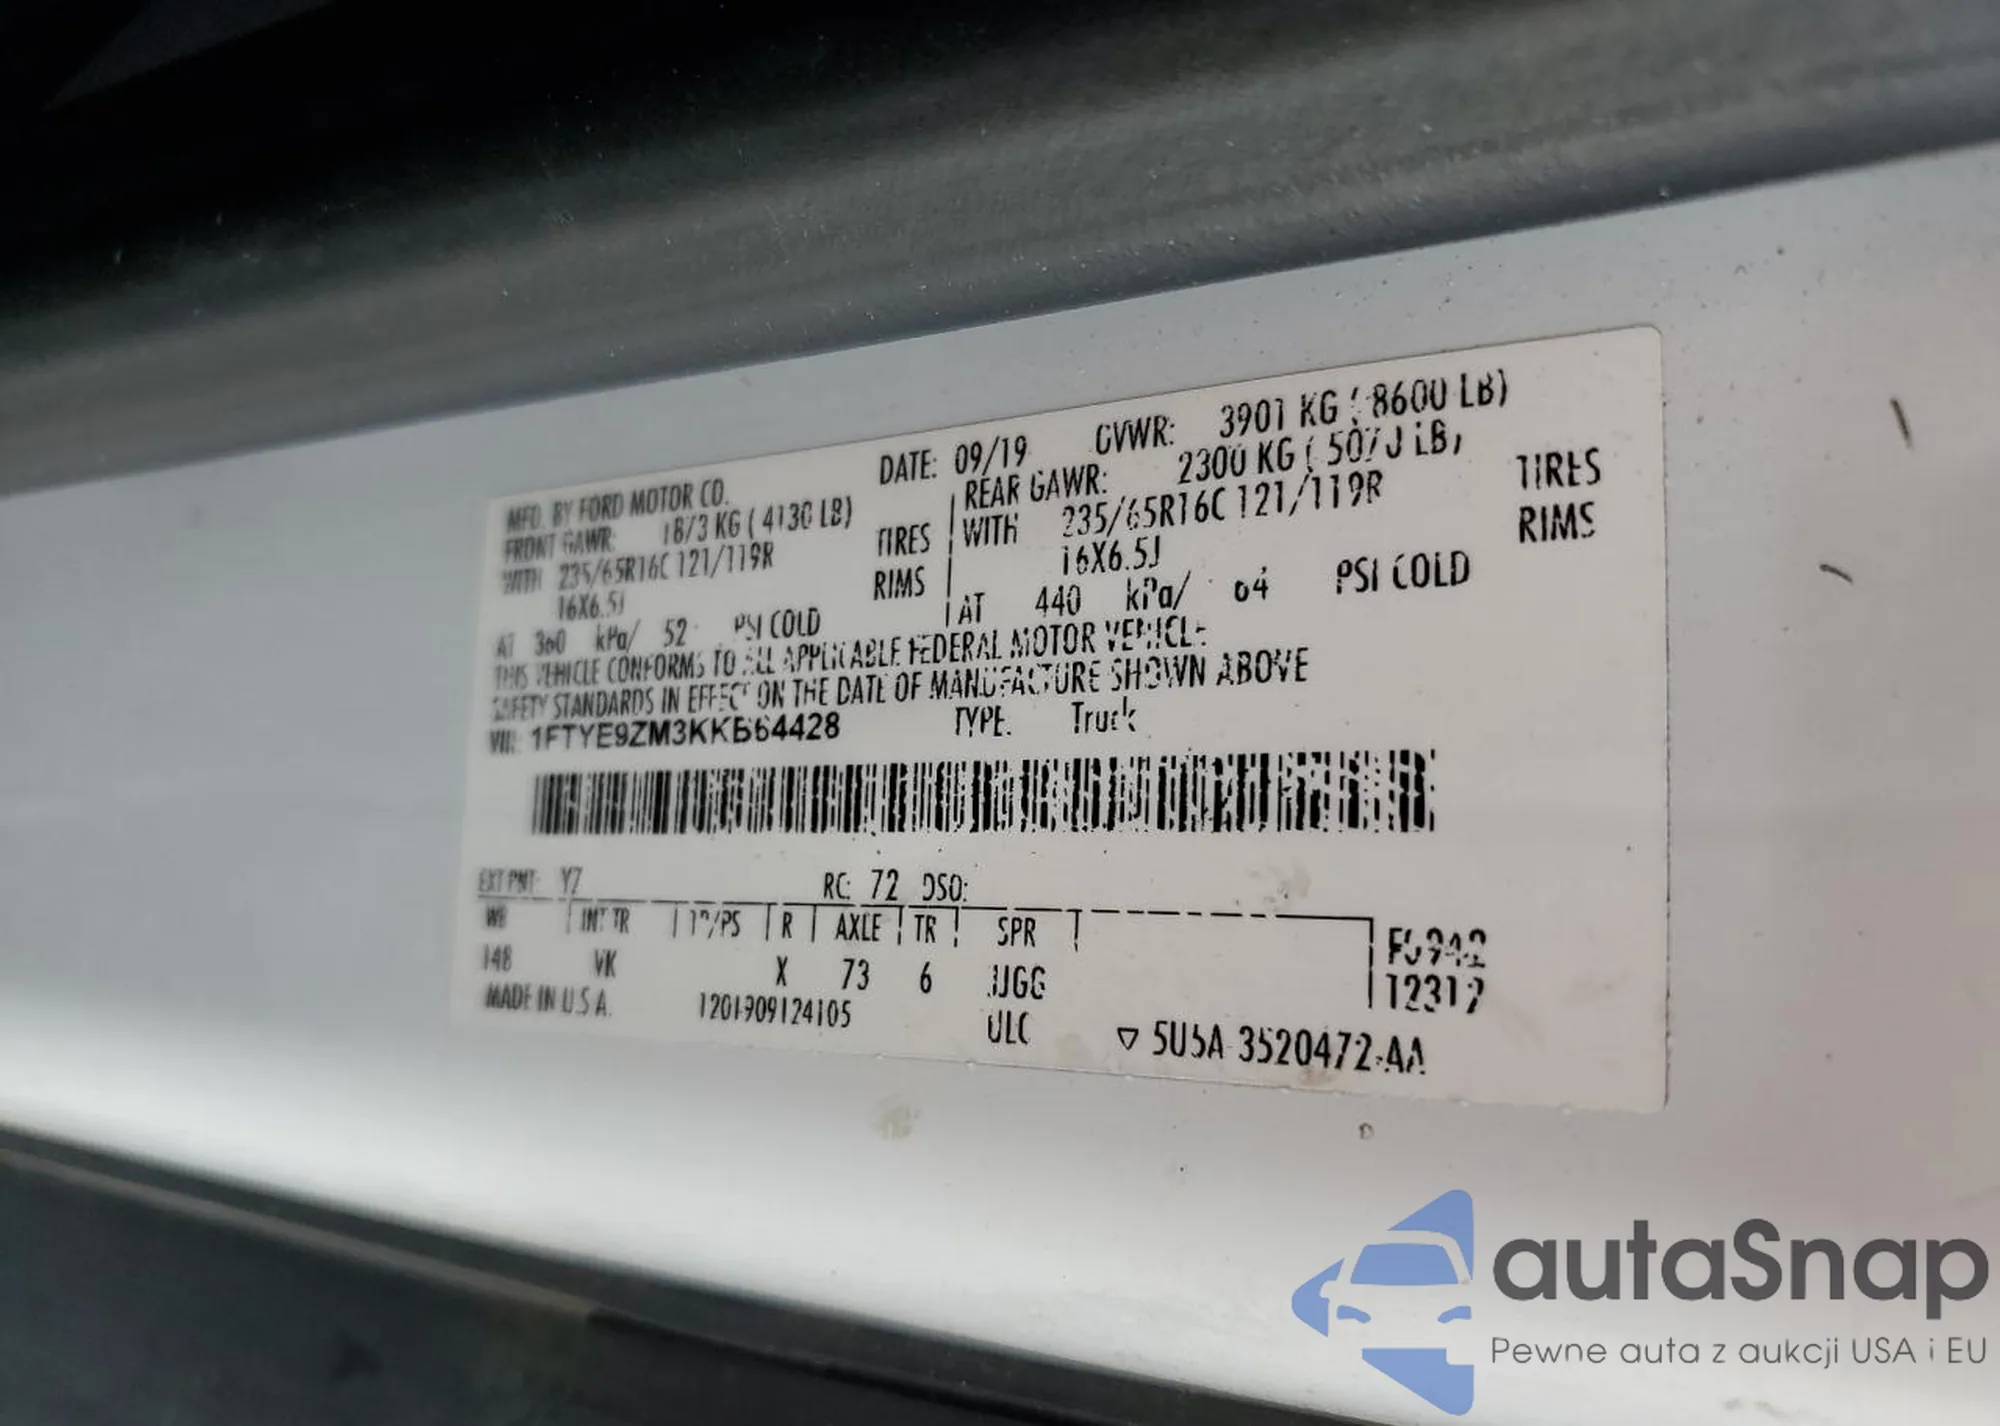 MFD. BY FORD MOTOR CO. DATE: 09/19 GVWR: 3901 KG ( 8600 LB)
FRONT GAWR: 1873 KG ( 4130 LB) REAR GAWR: 2300 KG ( 5070 LB)
WITH 235/65R16C 121/119R TIRES WITH 235/65R16C 121/119R TIRES
16X6.5J RIMS 16X6.5J RIMS
AT 360 kPa/ 52 PSI COLD AT 440 kPa/ 64 PSI COLD
THIS VEHICLE CONFORMS TO ALL APPLICABLE FEDERAL MOTOR VEHICLE
SAFETY STANDARDS IN EFFECT ON THE DATE OF MANUFACTURE SHOWN ABOVE
VIN: 1FTYE9ZM3KKB64428 TYPE: Truck
EXT PNT: YZ RC: 72 DSO:
WB INT TR TP/PS R AXLE TR SPR
148 VK X 73 6 JJGG
MADE IN U.S.A. 1201909124105 ULC
12312
▽ 5U5A-3520472-AA
autaSnap
Pewne auta z aukcji USA i EU